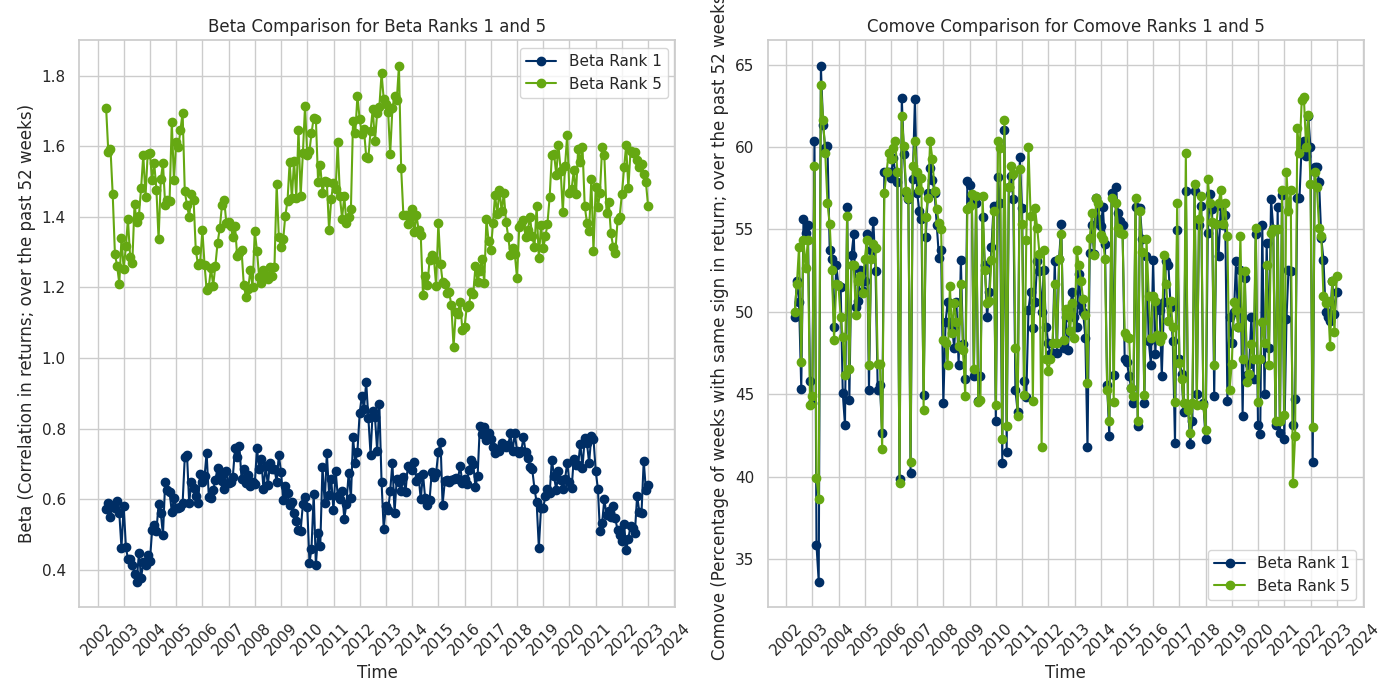 Beta Comparison for Beta Ranks 1 and 5
Beta (Correlation in returns; over the past 52 weeks)
1.8
1.6
1.4
1.2
1.0
0.8
0.6
0.4
Beta Rank 1
Beta Rank 5
2002 2003 2004 2005 2006 2007 2008 2009 2010 2011 2012 2013 2014 2015 2016 2017 2018 2019 2020 2021 2022 2023 2024
Time
Comove Comparison for Comove Ranks 1 and 5
Comove (Percentage of weeks with same sign in return; over the past 52 weeks
65
60
55
50
45
40
35
Beta Rank 1
Beta Rank 5
2002 2003 2004 2005 2006 2007 2008 2009 2010 2011 2012 2013 2014 2015 2016 2017 2018 2019 2020 2021 2022 2023 2024
Time